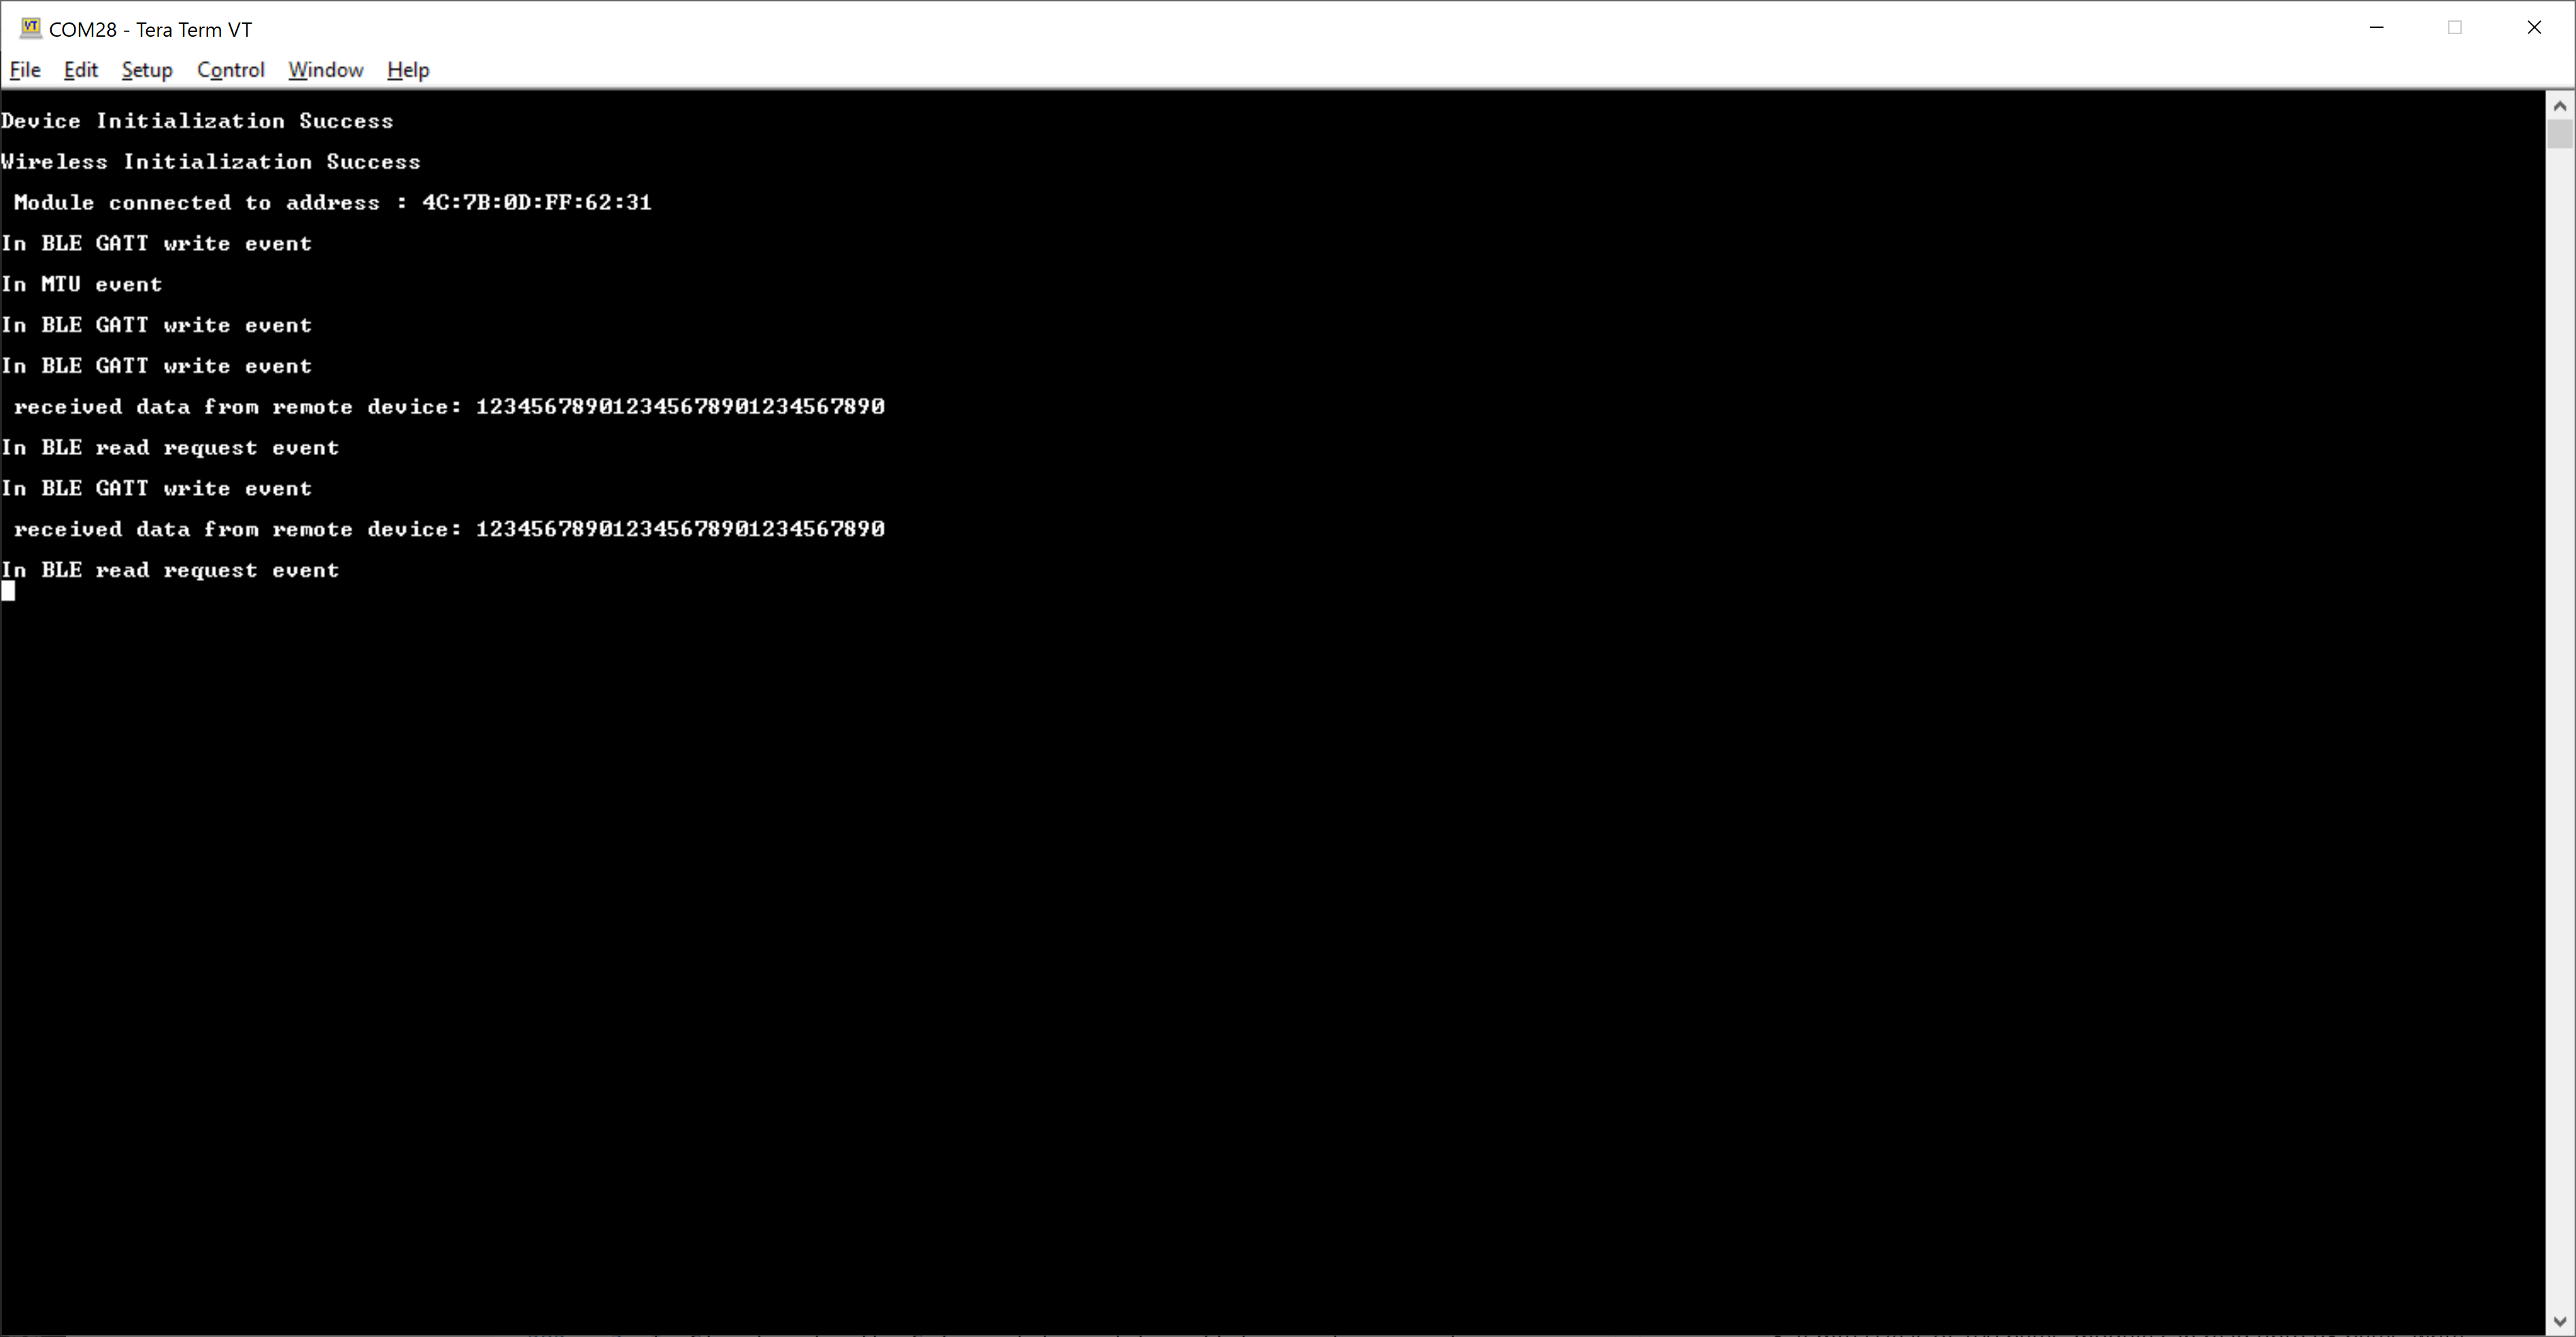 COM28 - Tera Term VT
File Edit Setup Control Window Help
Device Initialization Success
Wireless Initialization Success
Module connected to address : 4C:7B:0D:FF:62:31
In BLE GATT write event
In MTU event
In BLE GATT write event
In BLE GATT write event
received data from remote device: 123456789012345678901234567890
In BLE read request event
In BLE GATT write event
received data from remote device: 123456789012345678901234567890
In BLE read request event